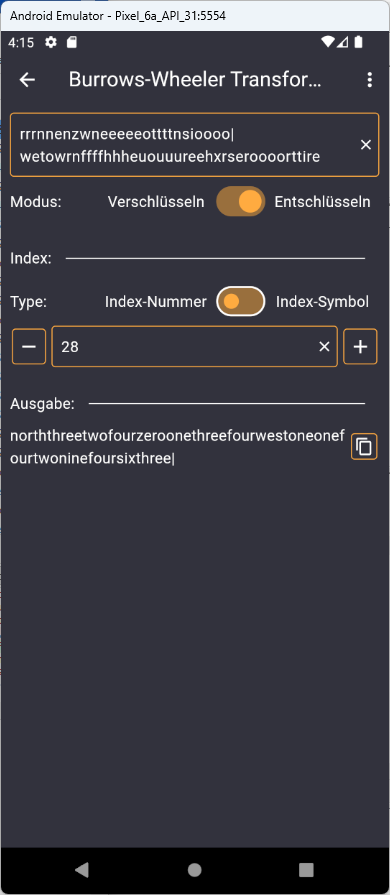 Android Emulator - Pixel_6a_API_31:5554
4:15
Burrows-Wheeler Transfor...
rrrnnenzwneeeeeottttnsioooo|
wetowrnffffhhheuouuureehxrseroooorttire
Modus: Verschlüsseln Entschlüsseln
Index:
Type: Index-Nummer Index-Symbol
28
Ausgabe:
norththreetwofourzeroonethreefourwestoneonef
ourtwoninefoursixthree|